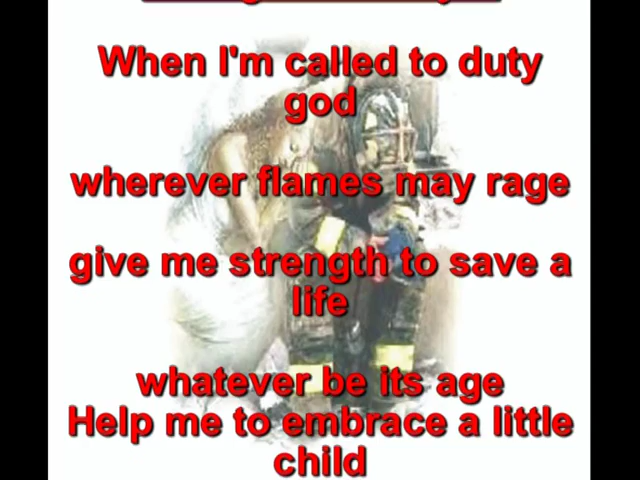 When I'm called to duty
god
wherever flames may rage
give me strength to save a
life
whatever be its age
Help me to embrace a little
child